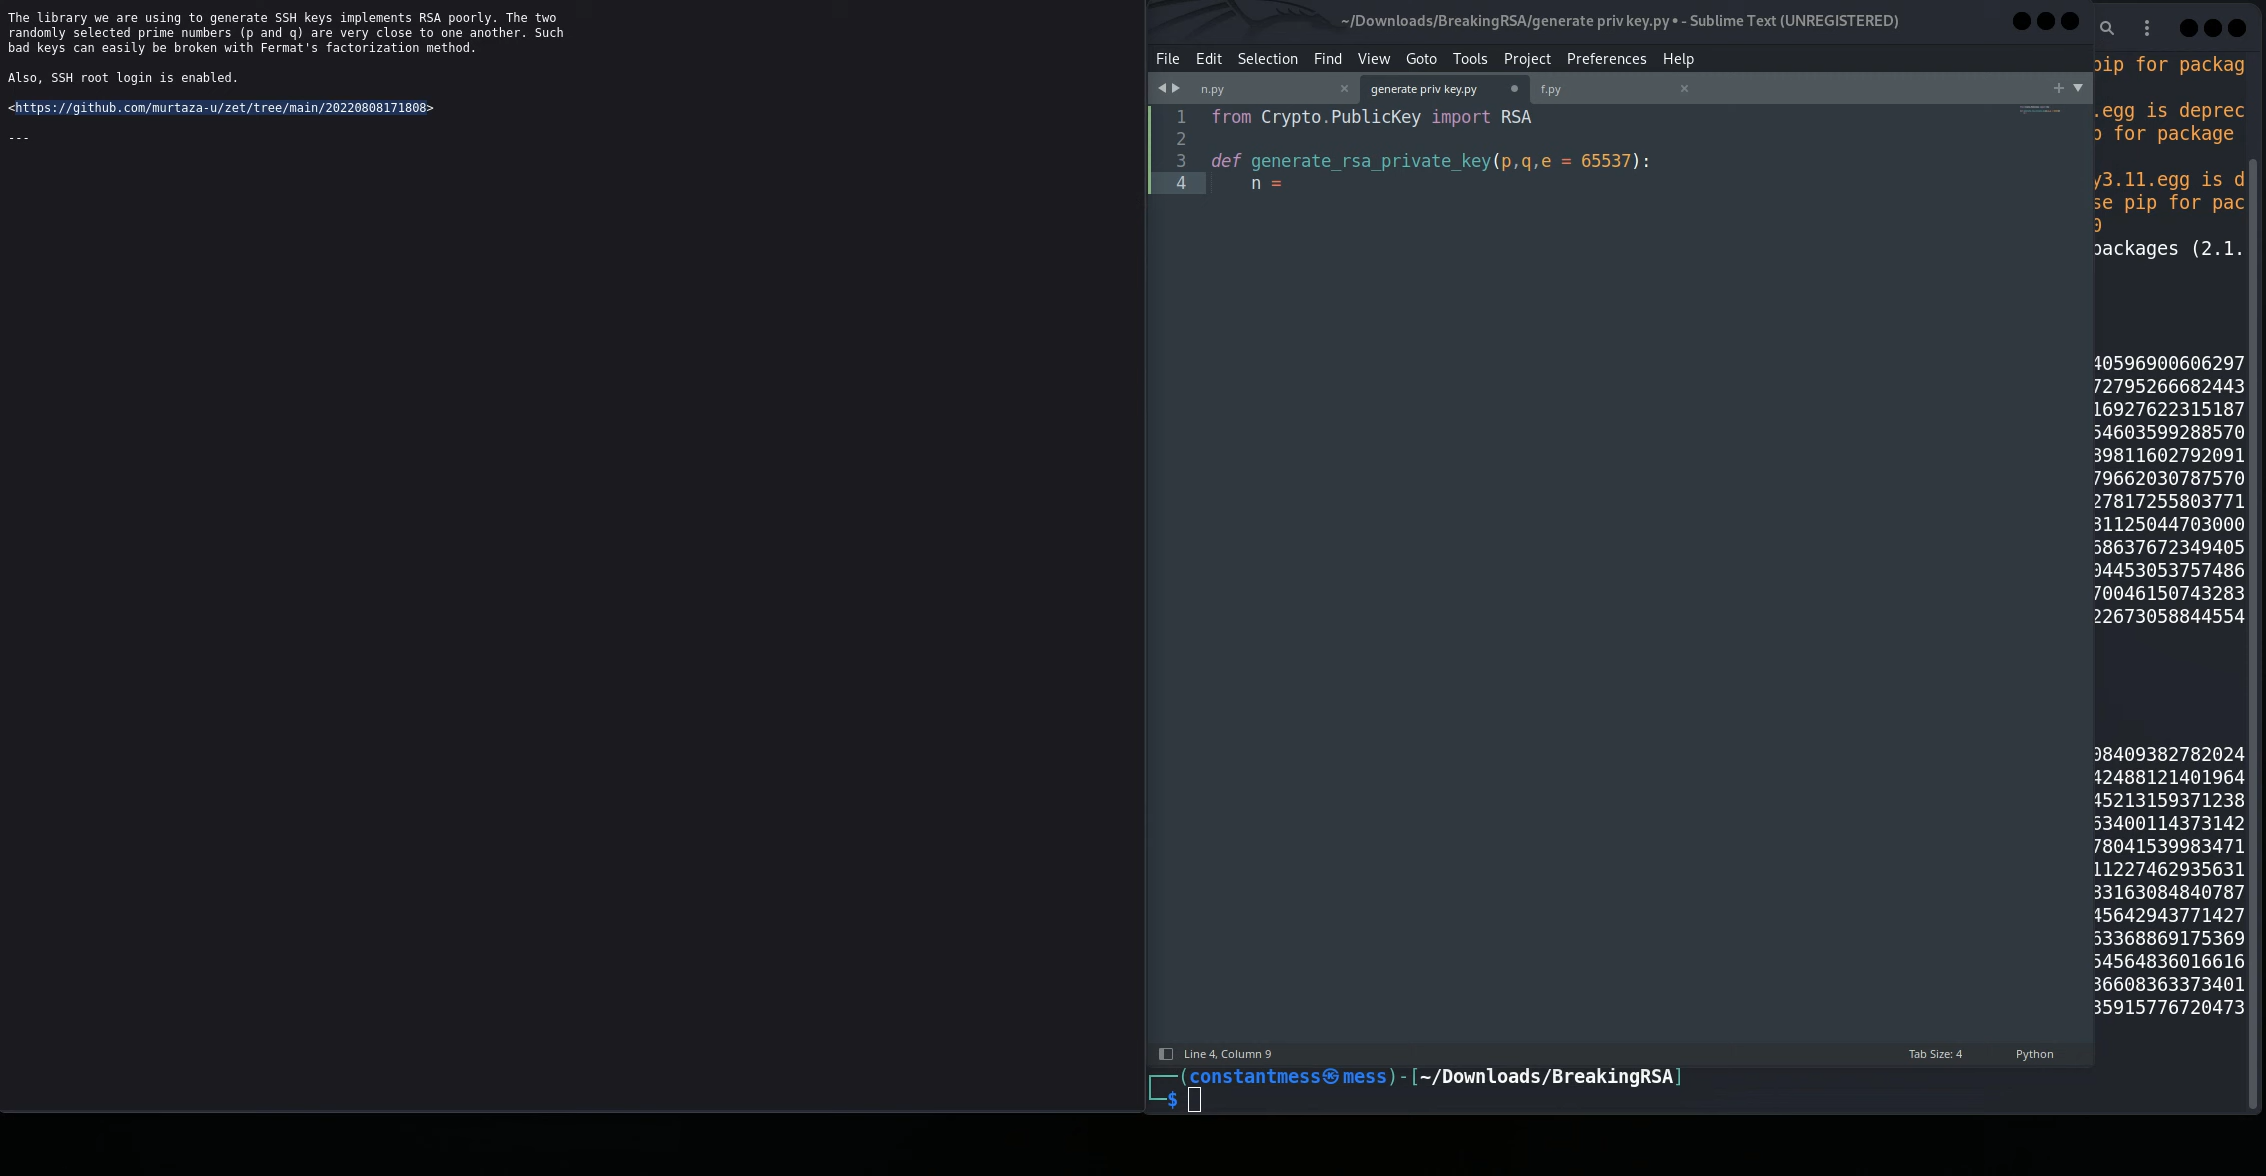 The library we are using to generate SSH keys implements RSA poorly. The two
randomly selected prime numbers (p and q) are very close to one another. Such
bad keys can easily be broken with Fermat's factorization method.
Also, SSH root login is enabled.
<https://github.com/murtaza-u/zet/tree/main/20220808171808>
---
~/Downloads/BreakingRSA/generate priv key.py • - Sublime Text (UNREGISTERED)
File Edit Selection Find View Goto Tools Project Preferences Help
n.py generate priv key.py f.py
1 from Crypto.PublicKey import RSA
2
3 def generate_rsa_private_key(p,q,e = 65537):
4 n =
Line 4, Column 9 Tab Size: 4 Python
(constantmess㉿mess)-[~/Downloads/BreakingRSA]
$
pip for packag
.egg is deprec
p for package
y3.11.egg is d
se pip for pac
0
packages (2.1.
40596900606297
72795266682443
16927622315187
54603599288570
89811602792091
79662030787570
27817255803771
81125044703000
68637672349405
04453053757486
70046150743283
22673058844554
08409382782024
42488121401964
45213159371238
63400114373142
78041539983471
11227462935631
83163084840787
45642943771427
63368869175369
54564836016616
36608363373401
35915776720473